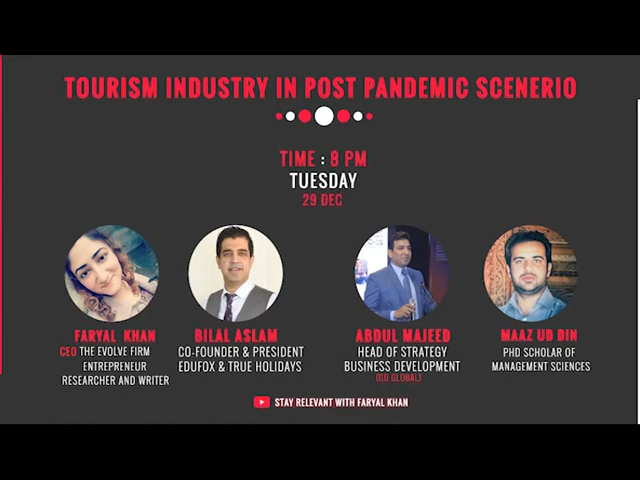 TOURISM INDUSTRY IN POST PANDEMIC SCENERIO
TIME : 8 PM
TUESDAY
29 DEC
FARYAL KHAN
CEO THE EVOLVE FIRM
ENTREPRENEUR
RESEARCHER AND WRITER
BILAL ASLAM
CO-FOUNDER & PRESIDENT
EDUFOX & TRUE HOLIDAYS
ABDUL MAJEED
HEAD OF STRATEGY
BUSINESS DEVELOPMENT
(GD GLOBAL)
MAAZ UD DIN
PHD SCHOLAR OF
MANAGEMENT SCIENCES
STAY RELEVANT WITH FARYAL KHAN